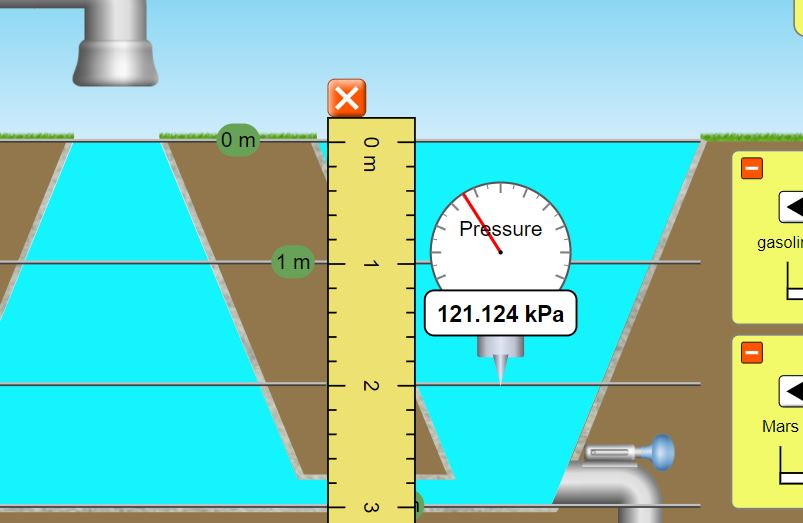 0 m
0 m
Pressure
1 m
1
gasolin
121.124 kPa
2
Mars
3